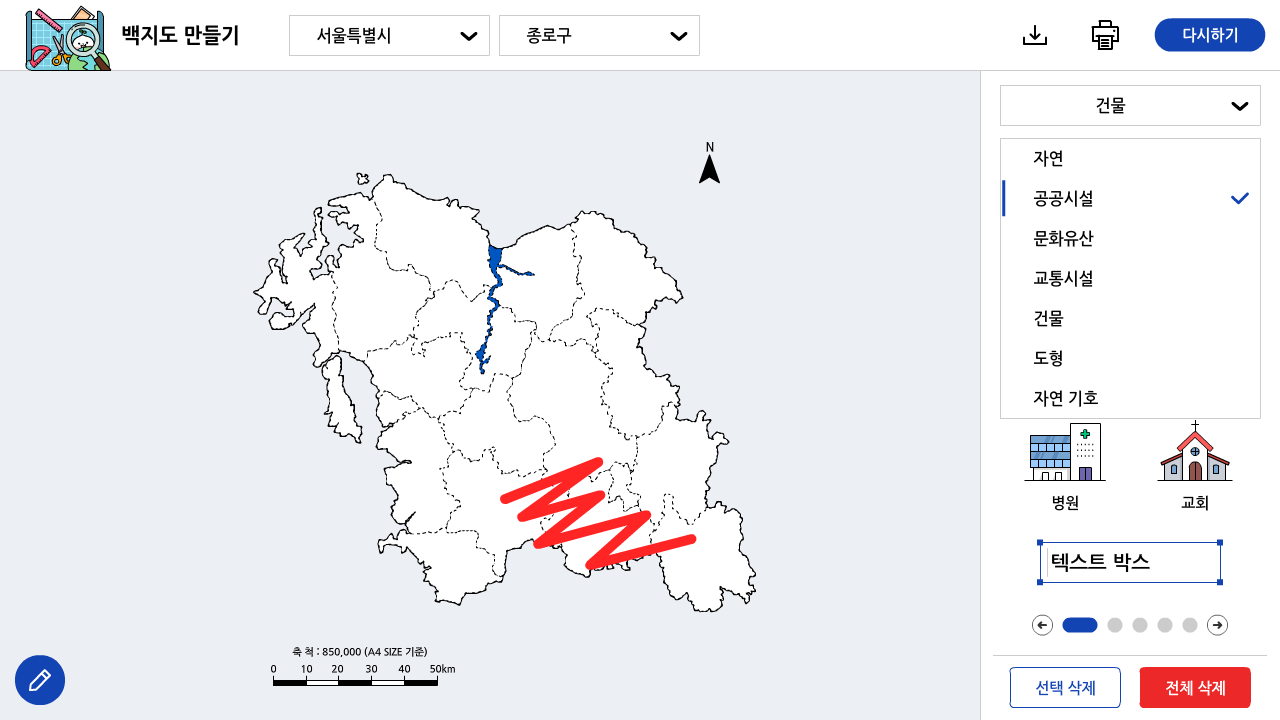 백지도 만들기
서울특별시
종로구
다시하기
건물
자연
공공시설
문화유산
교통시설
건물
도형
자연 기호
N
병원
교회
텍스트 박스
축 척 : 850,000 (A4 SIZE 기준)
0 10 20 30 40 50km
선택 삭제
전체 삭제